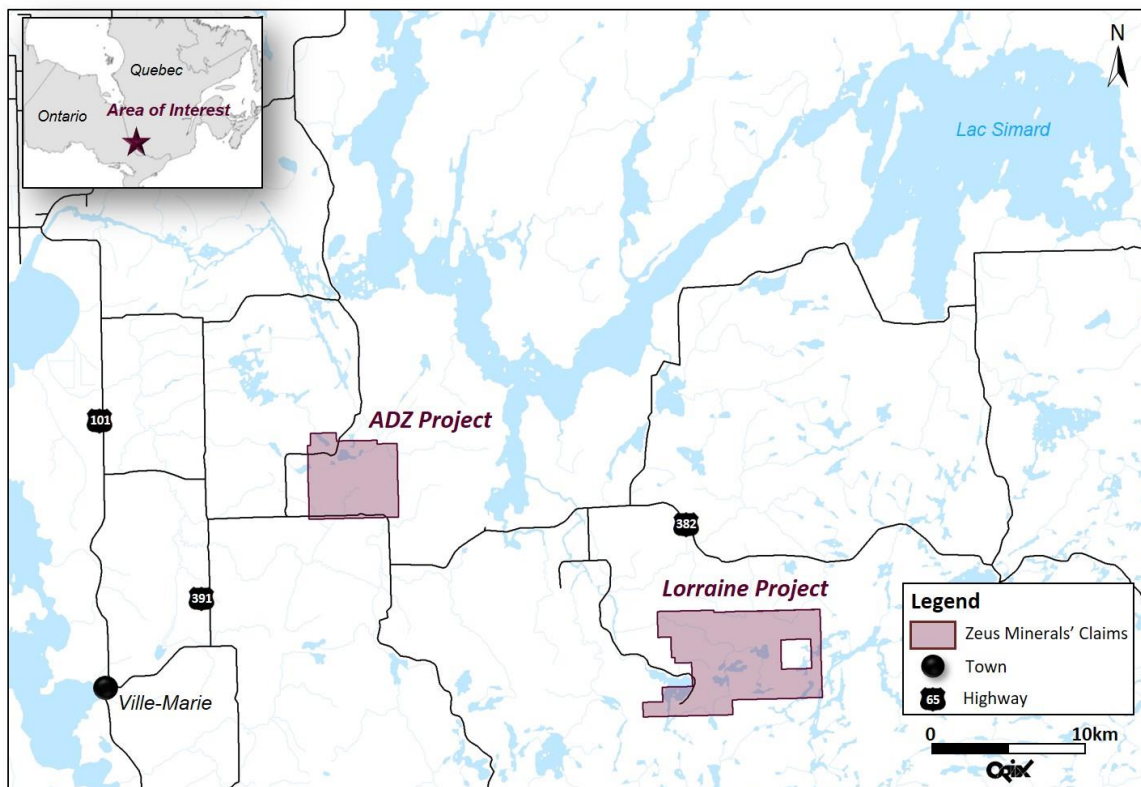 Quebec
Ontario
Area of Interest
N
Lac Simard
101
ADZ Project
382
391
Lorraine Project
Ville-Marie
Legend
Zeus Minerals' Claims
Town
65
Highway
0
10km